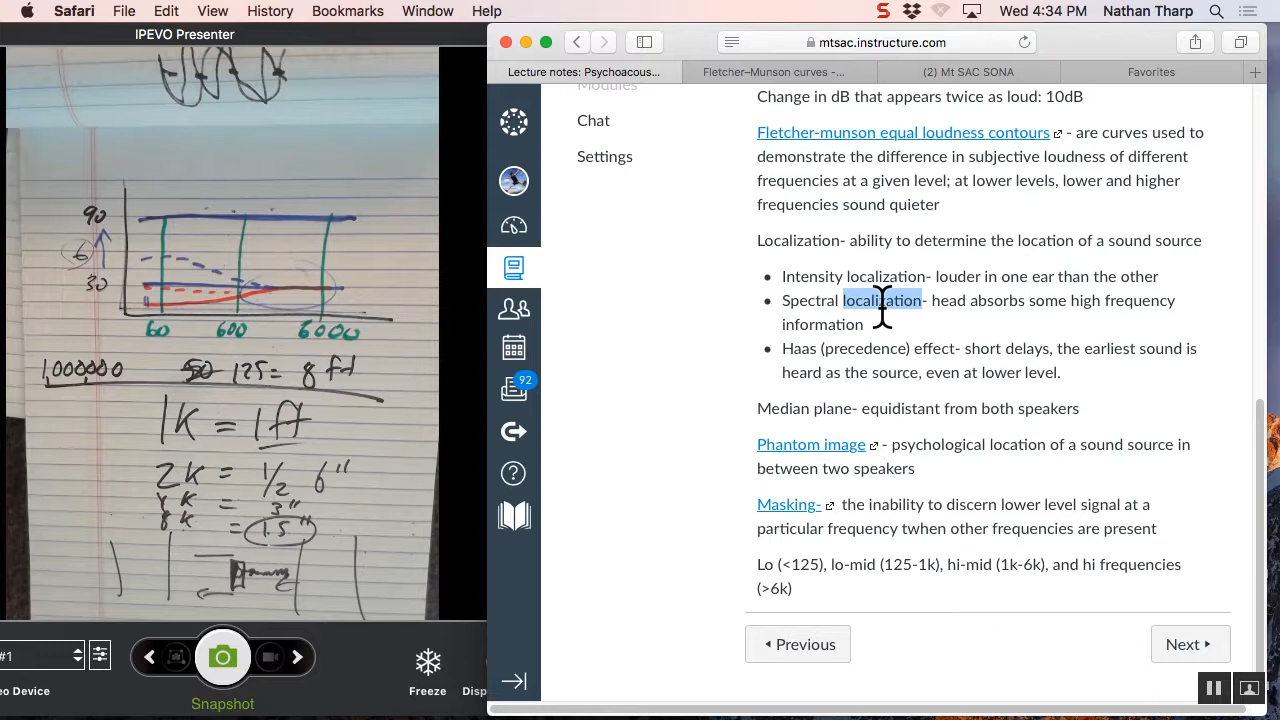 Safari File Edit View History Bookmarks Window Help
Wed 4:34 PM Nathan Tharp
IPEVO Presenter
90
6
30
60 600 6000
1000000 50 125= 8 fd
1K = 1ft
2K = 1/2 6"
4K = 3"
8K = 1.5"
#1
eo Device
Snapshot
Freeze
Disp
mtsac.instructure.com
Lecture notes: Psychoacous...
Fletcher–Munson curves -...
(2) Mt SAC SONA
Favorites
92
Modules
Chat
Settings
Change in dB that appears twice as loud: 10dB
Fletcher-munson equal loudness contours - are curves used to
demonstrate the difference in subjective loudness of different
frequencies at a given level; at lower levels, lower and higher
frequencies sound quieter
Localization- ability to determine the location of a sound source
Intensity localization- louder in one ear than the other
Spectral localization- head absorbs some high frequency
information
Haas (precedence) effect- short delays, the earliest sound is
heard as the source, even at lower level.
Median plane- equidistant from both speakers
Phantom image - psychological location of a sound source in
between two speakers
Masking- the inability to discern lower level signal at a
particular frequency twhen other frequencies are present
Lo (<125), lo-mid (125-1k), hi-mid (1k-6k), and hi frequencies
(>6k)
Previous
Next